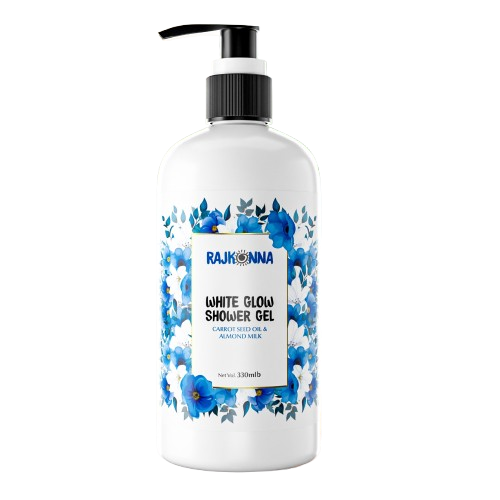 RAJKONNA
WHITE GLOW
SHOWER GEL
CARROT SEED OIL &
ALMOND MILK
Net Vol. 330mlb